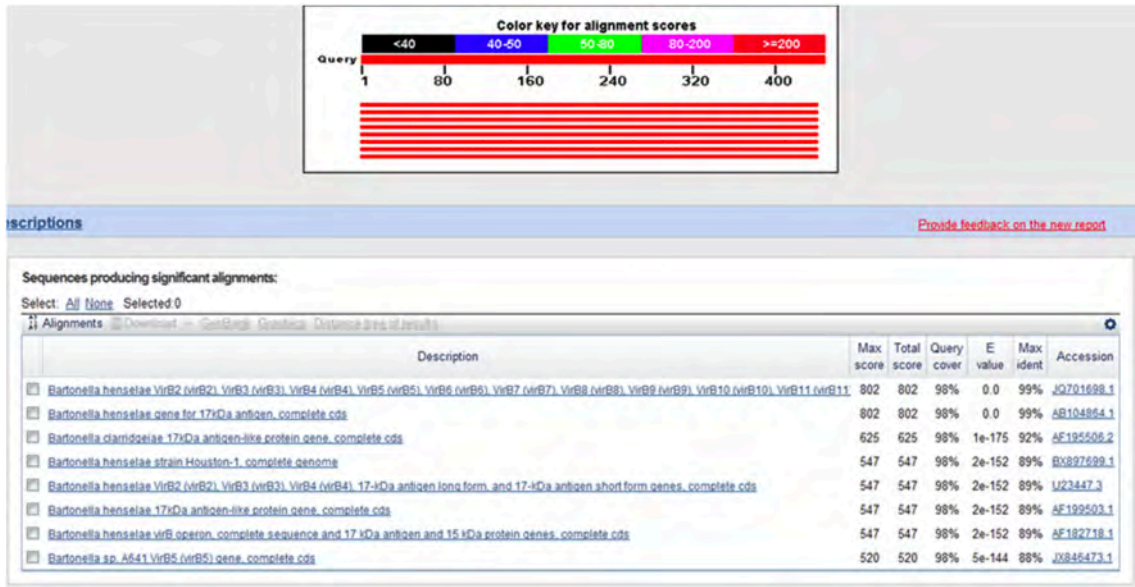 Color key for alignment scores
<40 40-50 50-80 80-200 >=200
Query
1 80 160 240 320 400
scriptions Provide feedback on the new report
Sequences producing significant alignments:
Select: All None Selected:0
Alignments Download GenBank Graphics Distance tree of results
Description Max score Total score Query cover E value Max ident Accession
Bartonella henselae VirB2 (virB2), VirB3 (virB3), VirB4 (virB4), VirB5 (virB5), VirB6 (virB6), VirB7 (virB7), VirB8 (virB8), VirB9 (virB9), VirB10 (virB10), VirB11 (virB11 802 802 98% 0.0 99% JQ701698.1
Bartonella henselae gene for 17kDa antigen, complete cds 802 802 98% 0.0 99% AB104864.1
Bartonella clarridgeiae 17kDa antigen-like protein gene, complete cds 625 625 98% 1e-175 92% AF195506.2
Bartonella henselae strain Houston-1, complete genome 547 547 98% 2e-152 89% BX897699.1
Bartonella henselae VirB2 (virB2), VirB3 (virB3), VirB4 (virB4), 17-kDa antigen long form, and 17-kDa antigen short form genes, complete cds 547 547 98% 2e-152 89% U23447.3
Bartonella henselae 17kDa antigen-like protein gene, complete cds 547 547 98% 2e-152 89% AF199503.1
Bartonella henselae virB operon, complete sequence and 17 kDa antigen and 15 kDa protein genes, complete cds 547 547 98% 2e-152 89% AF182718.1
Bartonella sp. A641 VirB5 (virB5) gene, complete cds 520 520 98% 5e-144 88% JX846473.1